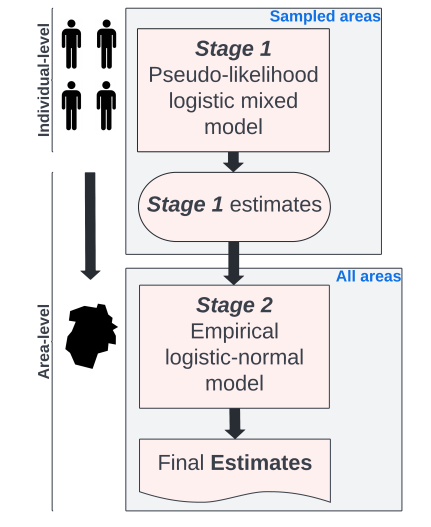 Sampled areas
Individual-level
Stage 1
Pseudo-likelihood
logistic mixed
model
Stage 1 estimates
All areas
Area-level
Stage 2
Empirical
logistic-normal
model
Final Estimates